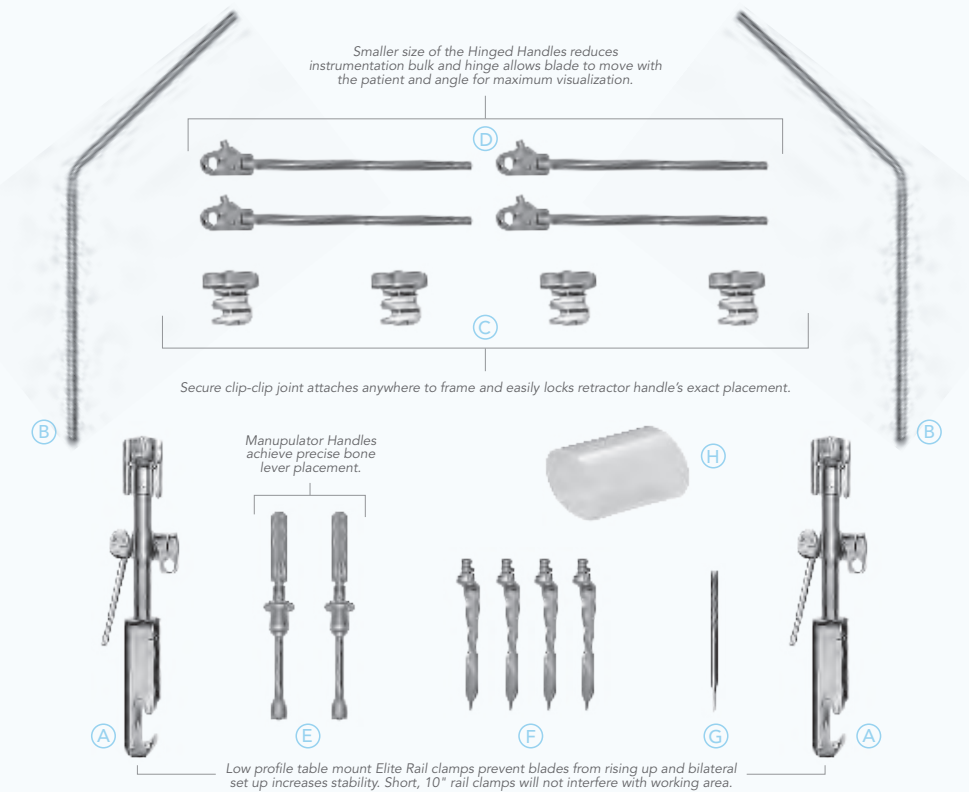 Smaller size of the Hinged Handles reduces
instrumentation bulk and hinge allows blade to move with
the patient and angle for maximum visualization.
D
C
Secure clip-clip joint attaches anywhere to frame and easily locks retractor handle's exact placement.
B
B
Manupulator Handles
achieve precise bone
lever placement.
H
A
E
F
G
A
Low profile table mount Elite Rail clamps prevent blades from rising up and bilateral
set up increases stability. Short, 10" rail clamps will not interfere with working area.